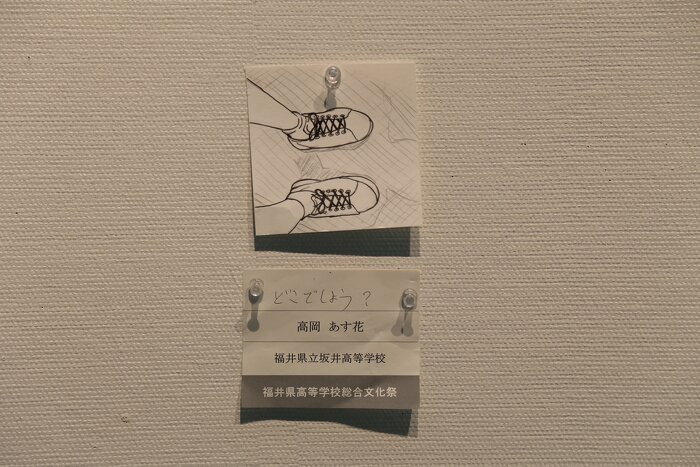 どこでしょう?
高岡 あす花
福井県立坂井高等学校
福井県高等学校総合文化祭